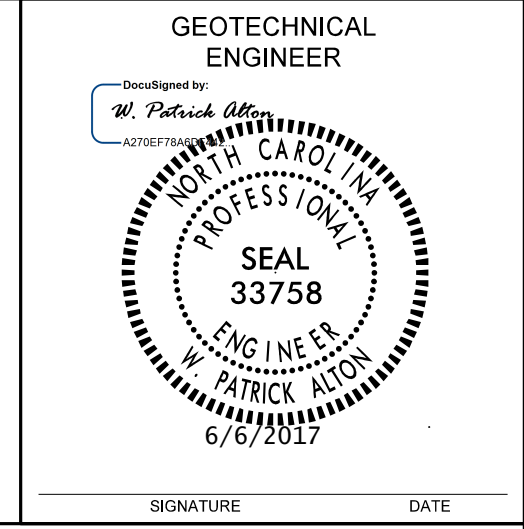 GEOTECHNICAL
ENGINEER
DocuSigned by:
W. Patrick Alton
NORTH CAROLINA
PROFESSIONAL
SEAL
33758
ENGINEER
W. PATRICK ALTON
6/6/2017
SIGNATURE DATE